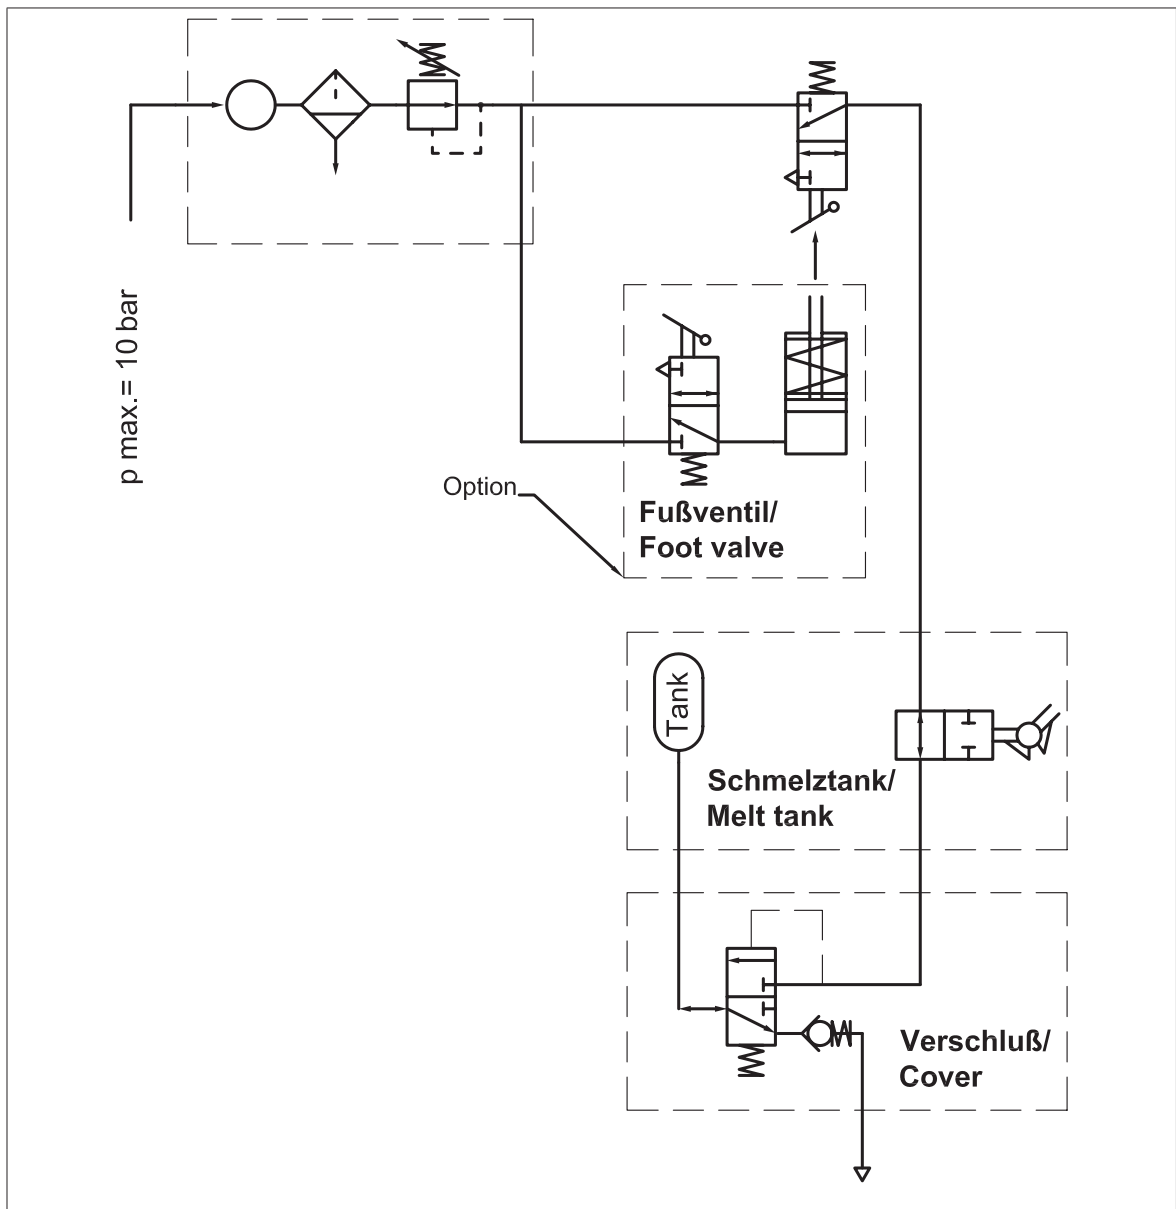 p max.= 10 bar
Option
Fußventil/
Foot valve
Tank
Schmelztank/
Melt tank
Verschluß/
Cover